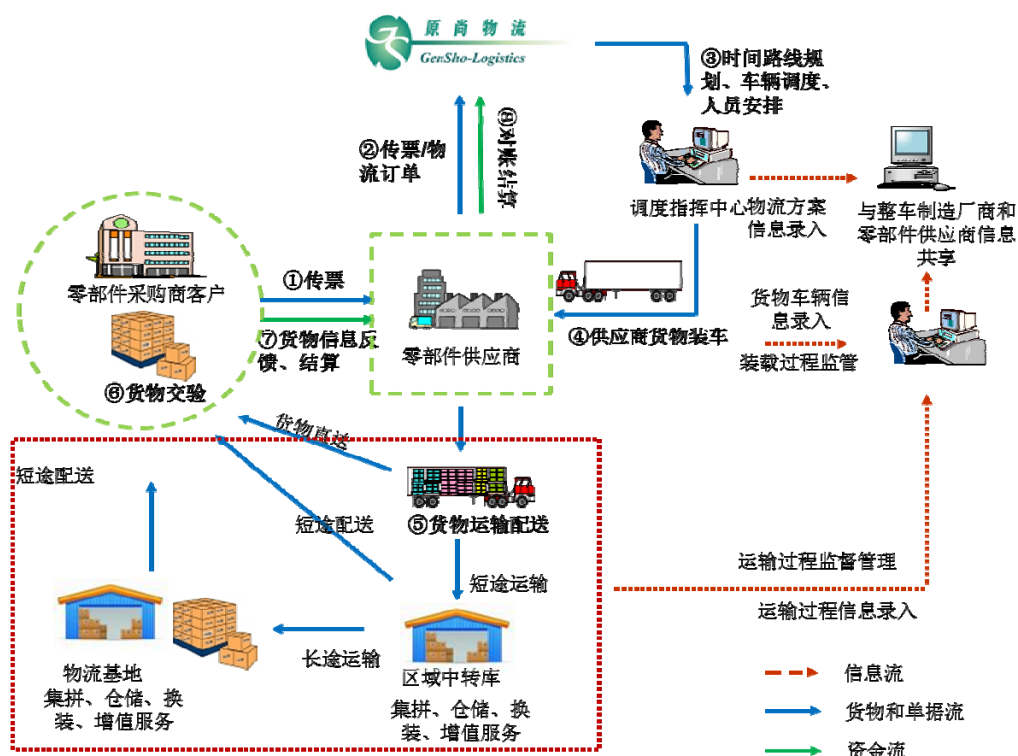 原尚物流
GenSho-Logistics
③时间路线规
划、车辆调度、
人员安排
②传票/物
流订单
⑧对账结算
调度指挥中心
物流方案
信息录入
与整车制造厂商和
零部件供应商信息
共享
零部件采购商客户
①传票
⑦货物信息反
馈、结算
⑥货物交验
零部件供应商
④供应商货物装车
货物车辆信
息录入
装载过程监管
货物直送
短途配送
短途配送
⑤货物运输配送
短途运输
运输过程监督管理
运输过程信息录入
长途运输
物流基地
集拼、仓储、换
装、增值服务
区域中转库
集拼、仓储、换
装、增值服务
信息流
货物和单据流
资金流